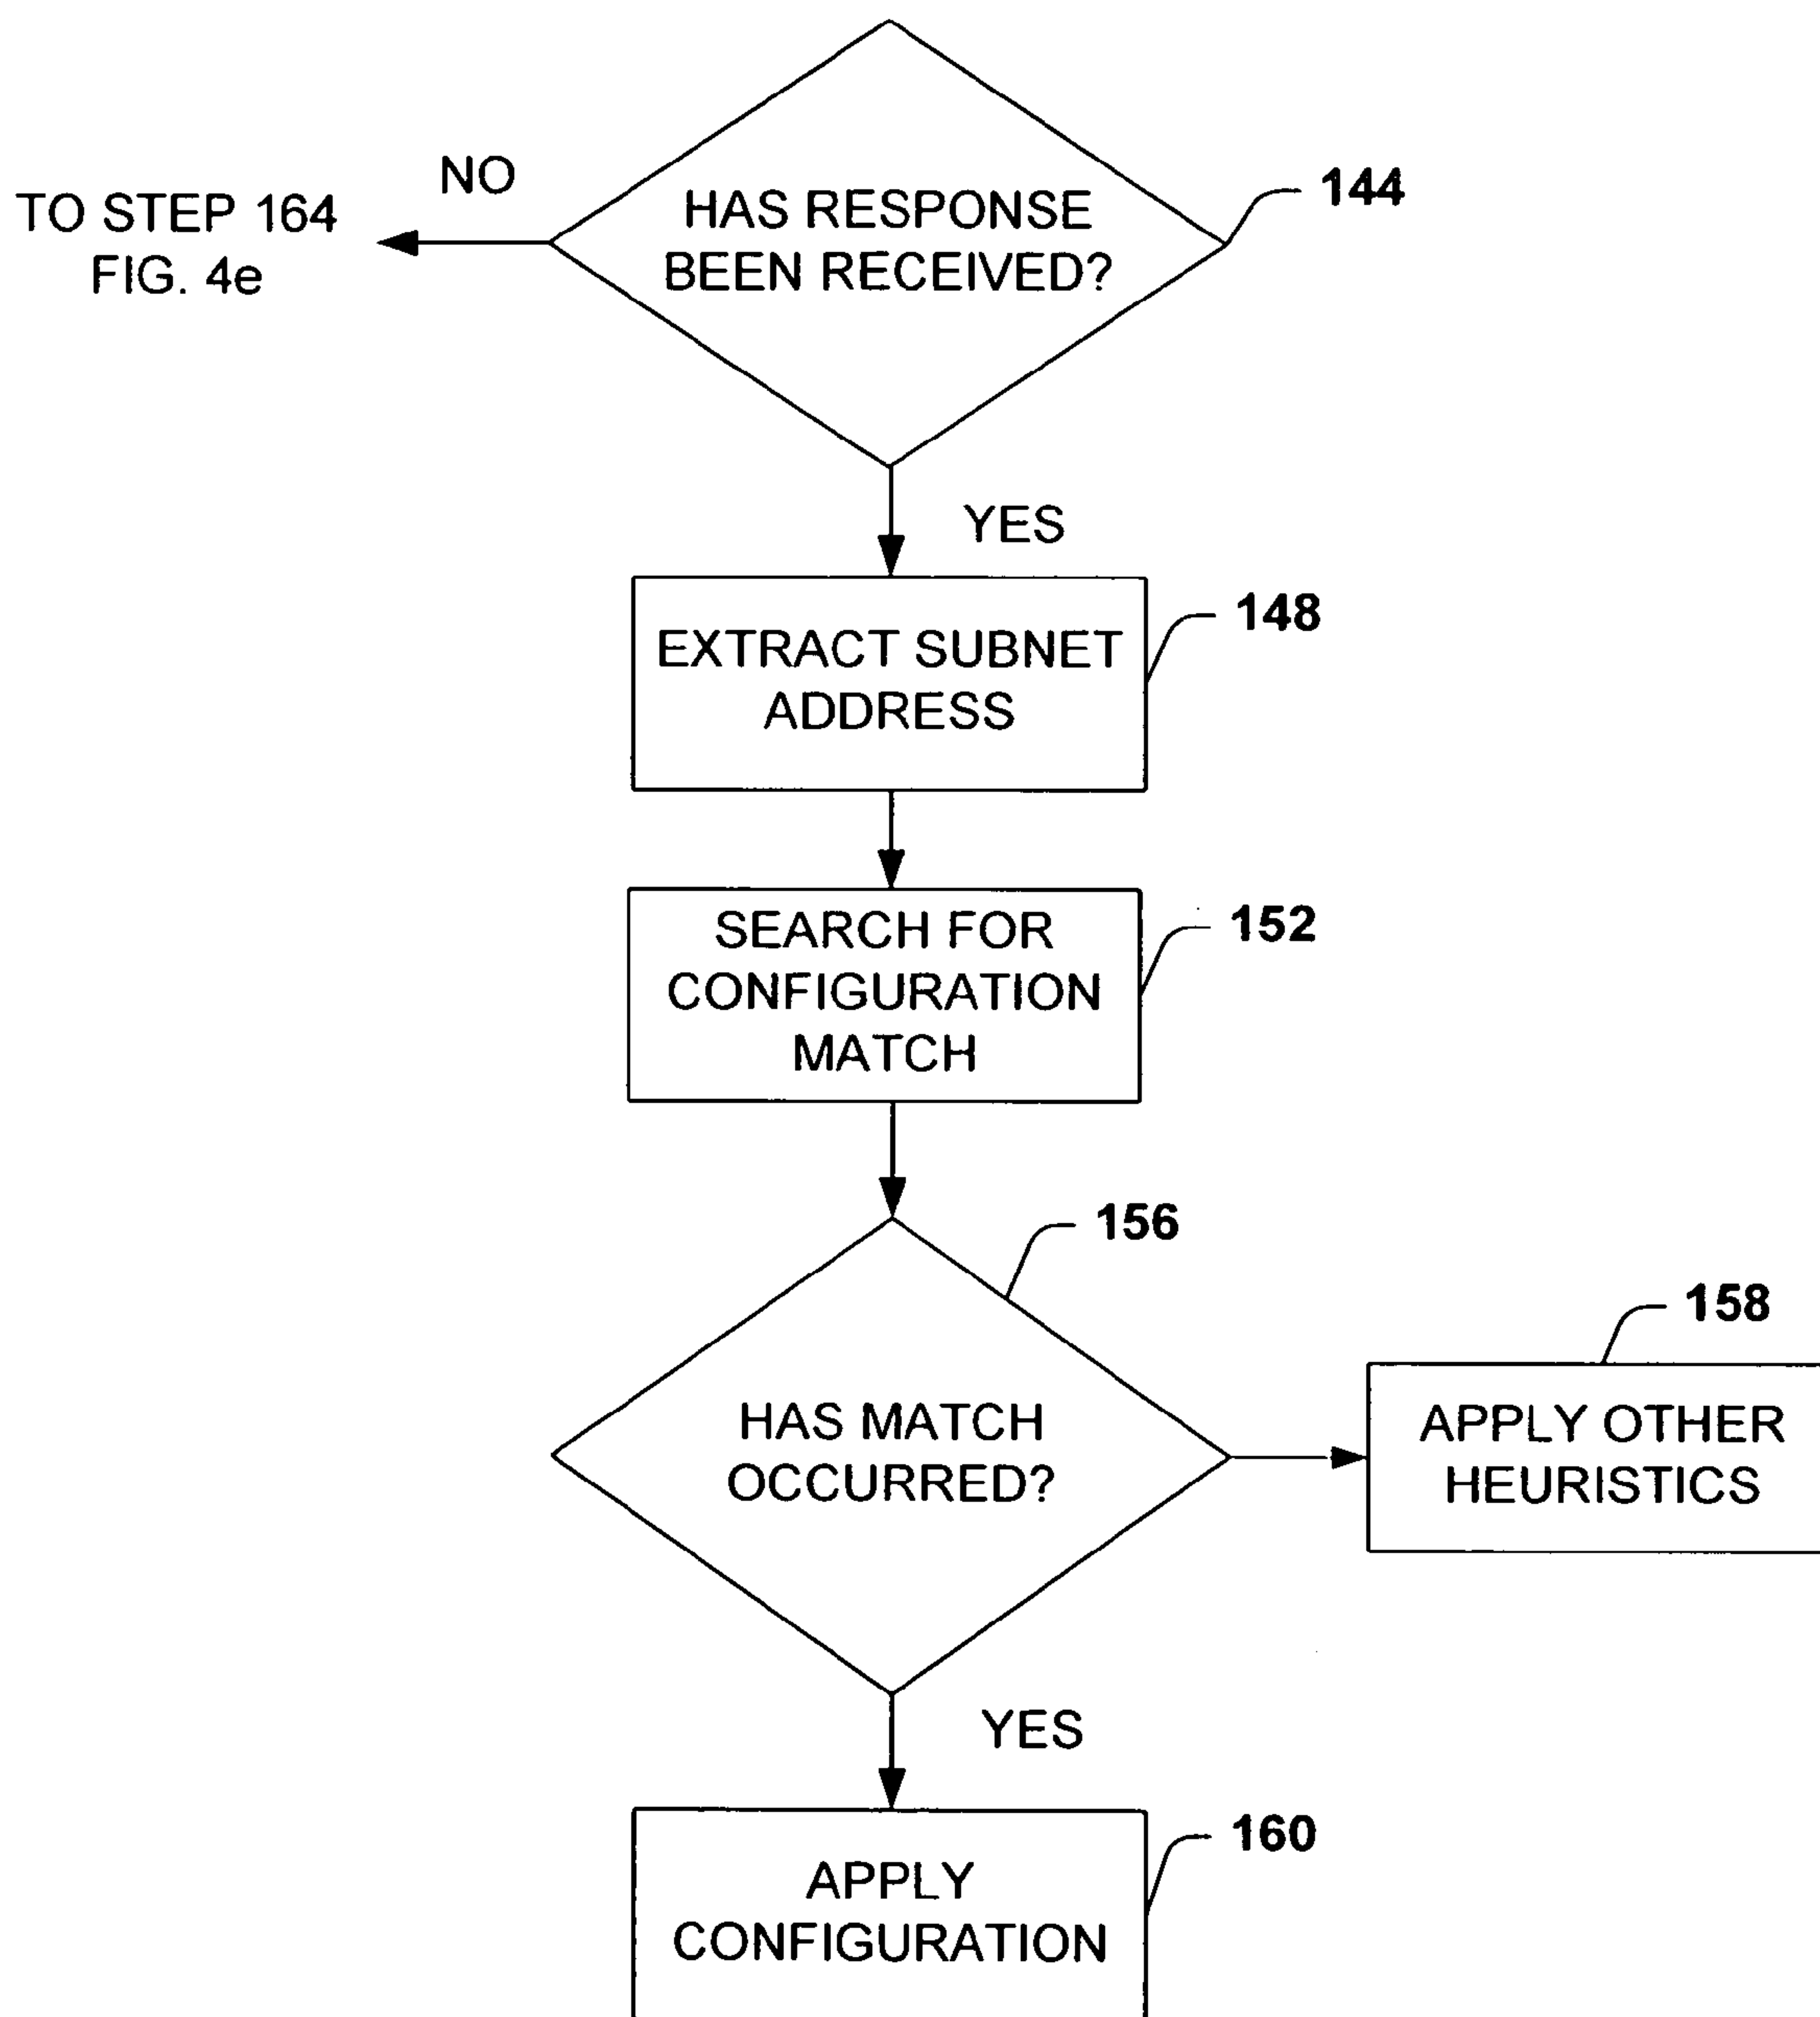 HAS RESPONSE
BEEN RECEIVED?
144
NO
TO STEP 164
FIG. 4e
YES
EXTRACT SUBNET
ADDRESS
148
SEARCH FOR
CONFIGURATION
MATCH
152
156
HAS MATCH
OCCURRED?
158
APPLY OTHER
HEURISTICS
YES
APPLY
CONFIGURATION
160